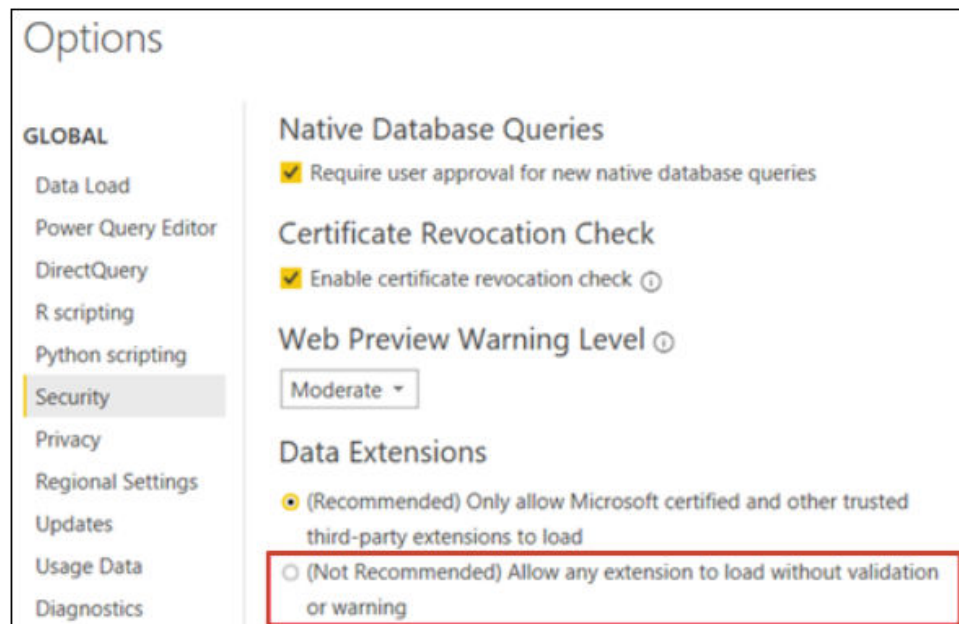 Options
GLOBAL
Data Load
Power Query Editor
DirectQuery
R scripting
Python scripting
Security
Privacy
Regional Settings
Updates
Usage Data
Diagnostics
Native Database Queries
Require user approval for new native database queries
Certificate Revocation Check
Enable certificate revocation check
Web Preview Warning Level
Moderate
Data Extensions
(Recommended) Only allow Microsoft certified and other trusted
third-party extensions to load
(Not Recommended) Allow any extension to load without validation
or warning